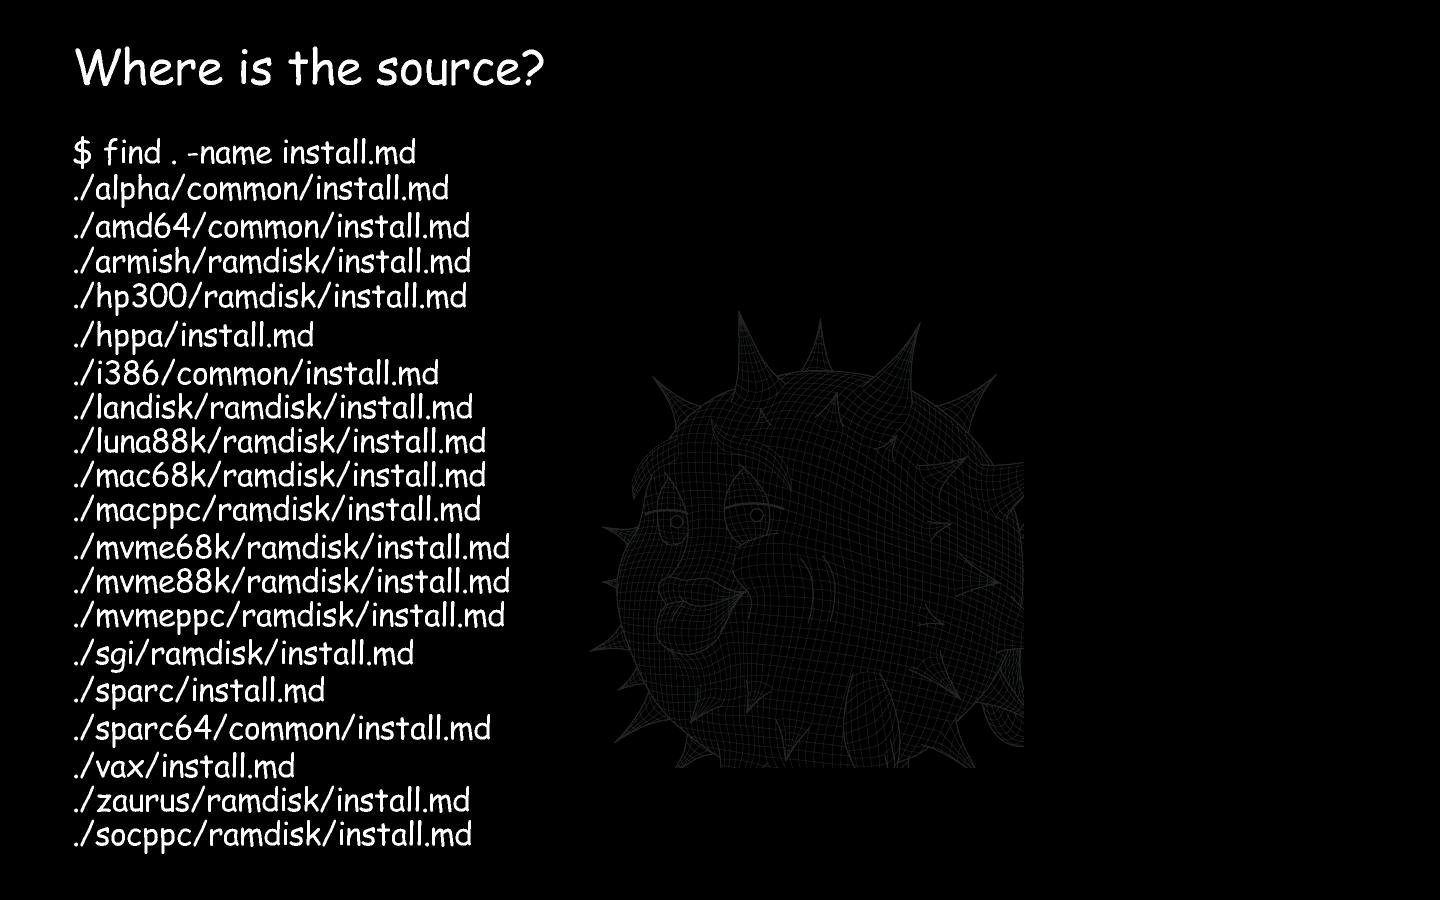 Where is the source?
$ find . -name install.md
./alpha/common/install.md
./amd64/common/install.md
./armish/ramdisk/install.md
./hp300/ramdisk/install.md
./hppa/install.md
./i386/common/install.md
./landisk/ramdisk/install.md
./luna88k/ramdisk/install.md
./mac68k/ramdisk/install.md
./macppc/ramdisk/install.md
./mvme68k/ramdisk/install.md
./mvme88k/ramdisk/install.md
./mvmeppc/ramdisk/install.md
./sgi/ramdisk/install.md
./sparc/install.md
./sparc64/common/install.md
./vax/install.md
./zaurus/ramdisk/install.md
./socppc/ramdisk/install.md